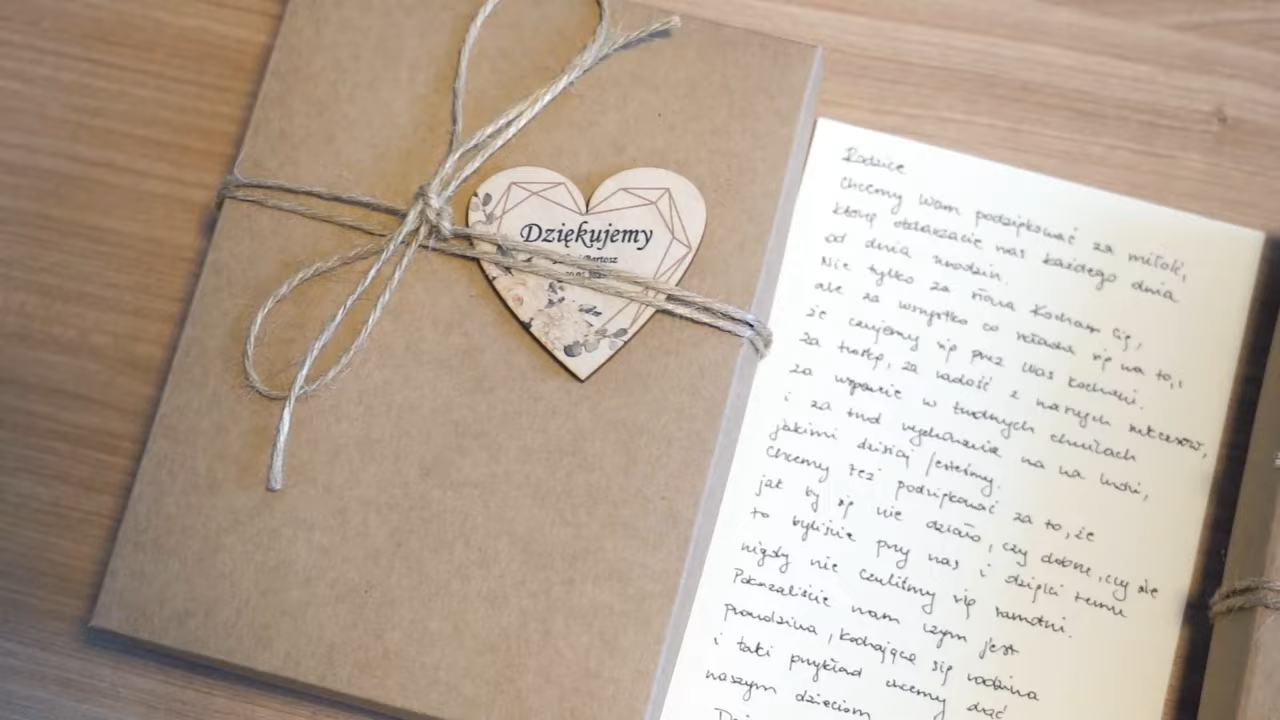 Dziękujemy
Bartosz
Rodzice
Chcemy Wam podziękować za miłość,
którą obdarzacie nas każdego dnia
od dnia urodzin.
Nie tylko za słowa Kocham Cię,
ale za wszystko co składa się na to,
że czujemy się przez Was kochani.
za troskę, za radość z naszych sukcesów,
za wsparcie w trudnych chwilach
i za trud wychowania na na ludzi,
jakimi dzisiaj jesteśmy.
Chcemy też podziękować za to, że
jak by się nie działo, czy dobrze, czy źle
to byliście przy nas i dzięki temu
nigdy nie czuliśmy się samotni.
Pokazaliście nam czym jest
prawdziwa, kochająca się rodzina
i taki przykład chcemy dać
naszym dzieciom